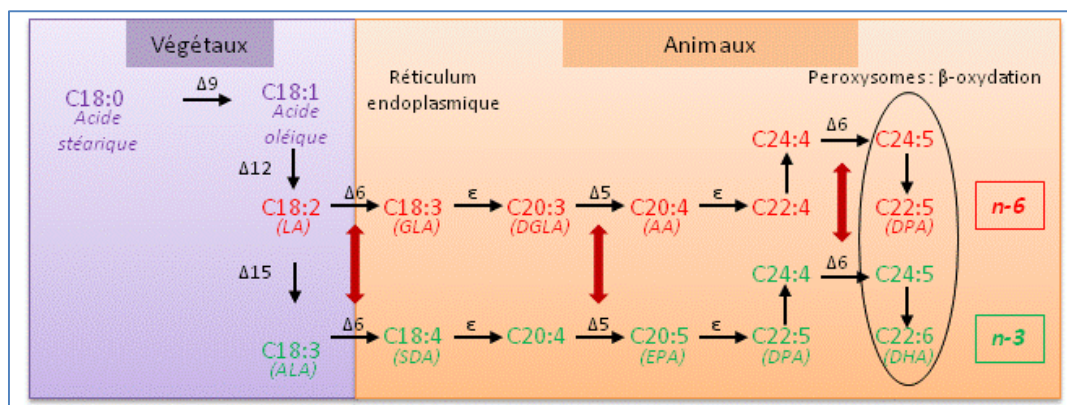 Végétaux
Animaux
Réticulum
endoplasmique
Peroxysomes : β-oxydation
C18:0
Acide
stéarique
Δ9
C18:1
Acide
oléique
Δ12
C24:4
Δ6
C24:5
C18:2
(LA)
Δ6
C18:3
(GLA)
ε
C20:3
(DGLA)
Δ5
C20:4
(AA)
ε
C22:4
C22:5
(DPA)
n-6
Δ15
C24:4
Δ6
C24:5
C18:3
(ALA)
Δ6
C18:4
(SDA)
ε
C20:4
Δ5
C20:5
(EPA)
ε
C22:5
(DPA)
C22:6
(DHA)
n-3